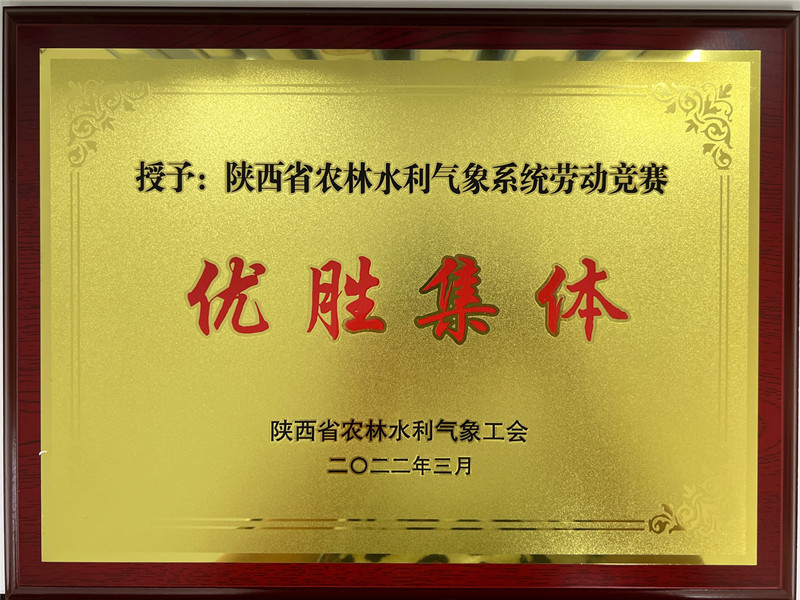 授予：陕西省农林水利气象系统劳动竞赛
优胜集体
陕西省农林水利气象工会
二〇二二年三月